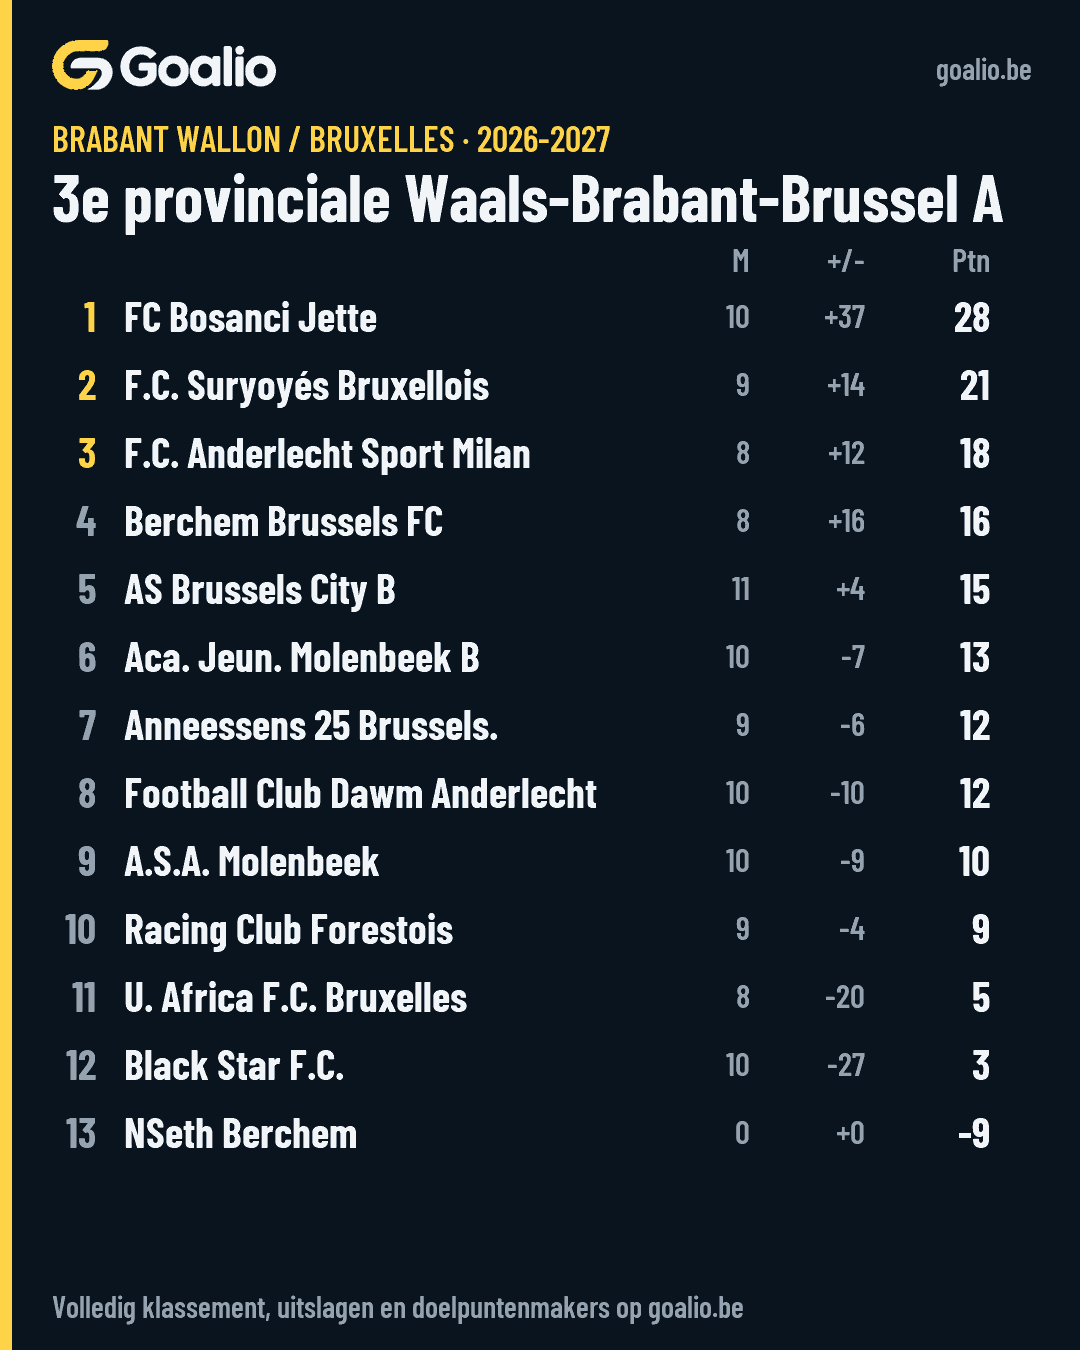 Goalio
goalio.be
BRABANT WALLON / BRUXELLES · 2026-2027
3e provinciale Waals-Brabant-Brussel A
M +/- Ptn
1 FC Bosanci Jette 10 +37 28
2 F.C. Suryoyés Bruxellois 9 +14 21
3 F.C. Anderlecht Sport Milan 8 +12 18
4 Berchem Brussels FC 8 +16 16
5 AS Brussels City B 11 +4 15
6 Aca. Jeun. Molenbeek B 10 -7 13
7 Anneessens 25 Brussels. 9 -6 12
8 Football Club Dawm Anderlecht 10 -10 12
9 A.S.A. Molenbeek 10 -9 10
10 Racing Club Forestois 9 -4 9
11 U. Africa F.C. Bruxelles 8 -20 5
12 Black Star F.C. 10 -27 3
13 NSeth Berchem 0 +0 -9
Volledig klassement, uitslagen en doelpuntenmakers op goalio.be